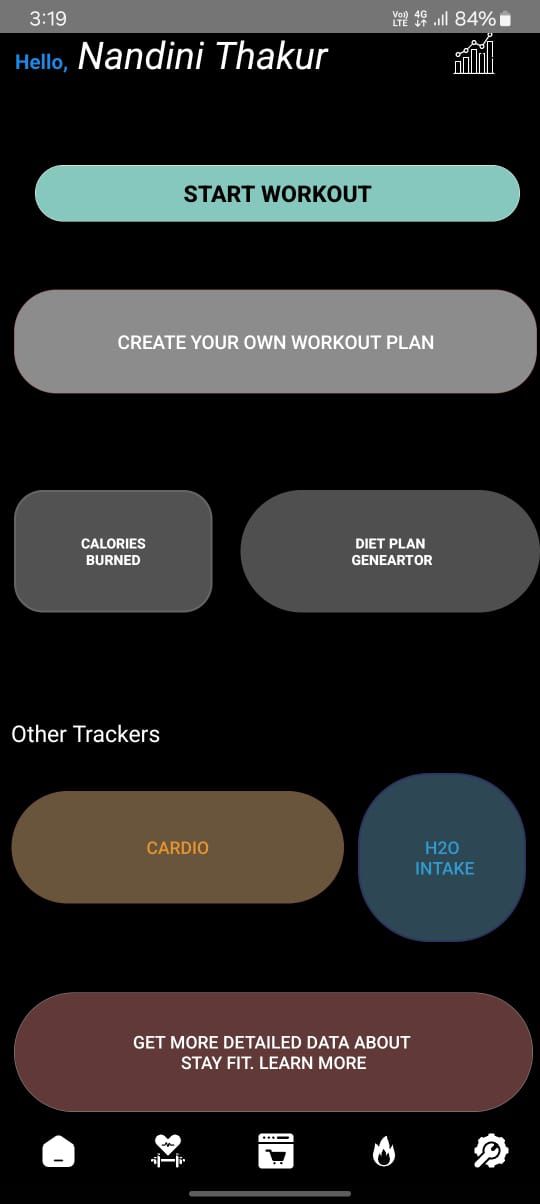 3:19
Vo) 4G
LTE
84%
Hello, Nandini Thakur
START WORKOUT
CREATE YOUR OWN WORKOUT PLAN
CALORIES
BURNED
DIET PLAN
GENEARTOR
Other Trackers
CARDIO
H2O
INTAKE
GET MORE DETAILED DATA ABOUT
STAY FIT. LEARN MORE